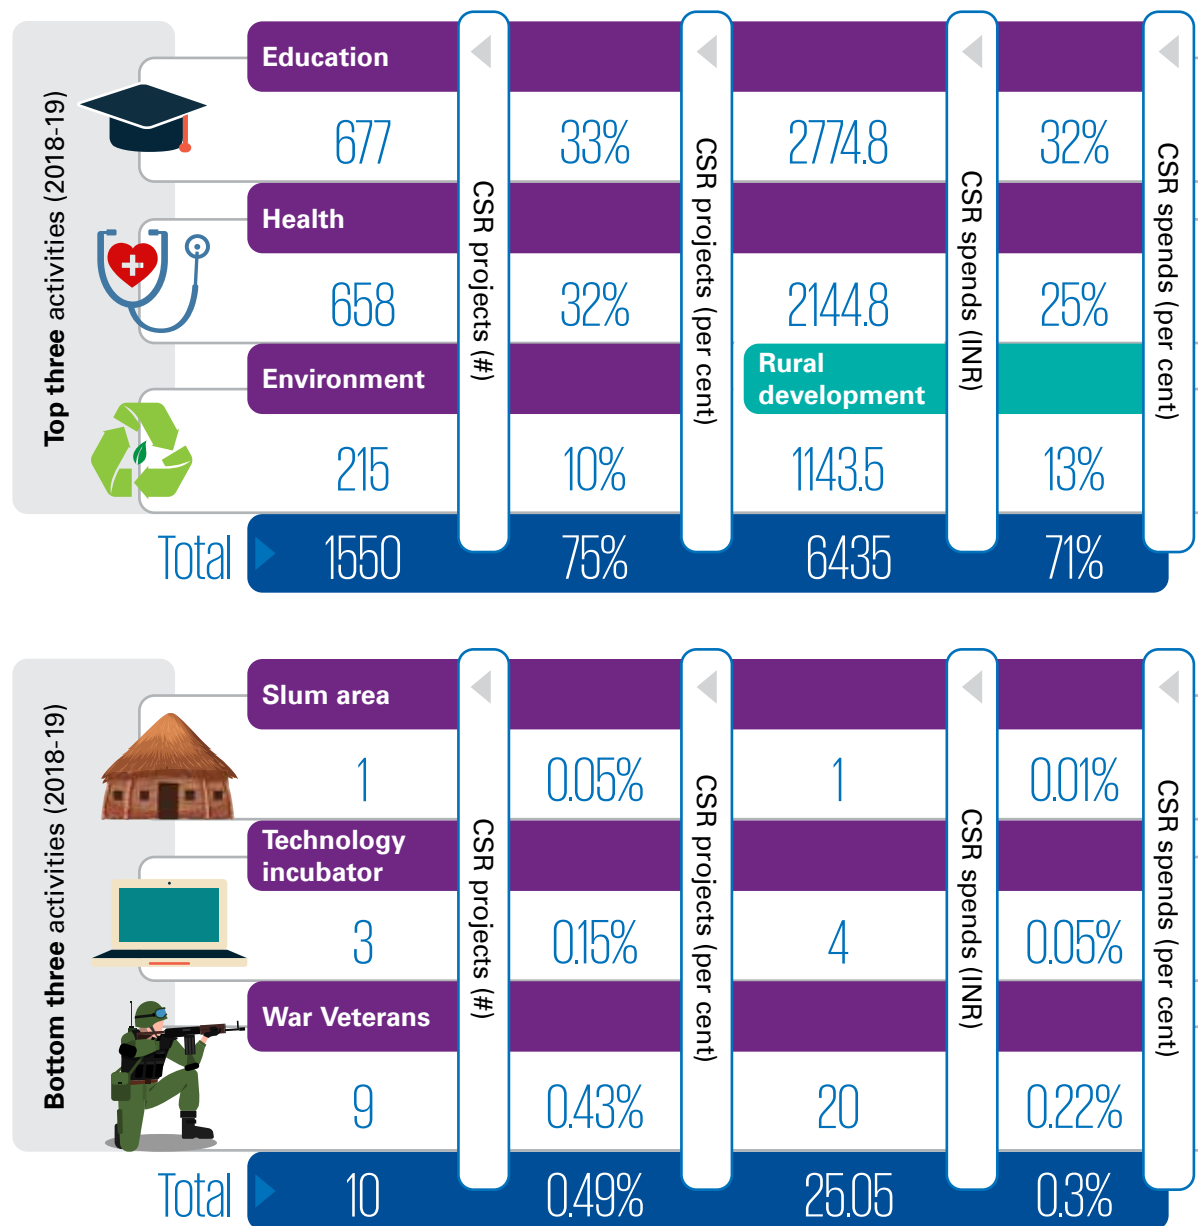 Top three activities (2018-19)
Education
677
33%
2774.8
32%
Health
658
32%
2144.8
25%
Environment
Rural
development
215
10%
1143.5
13%
CSR projects (#)
CSR projects (per cent)
CSR spends (INR)
CSR spends (per cent)
Total
1550
75%
6435
71%
Bottom three activities (2018-19)
Slum area
1
0.05%
1
0.01%
Technology
incubator
3
0.15%
4
0.05%
War Veterans
9
0.43%
20
0.22%
CSR projects (#)
CSR projects (per cent)
CSR spends (INR)
CSR spends (per cent)
Total
10
0.49%
25.05
0.3%